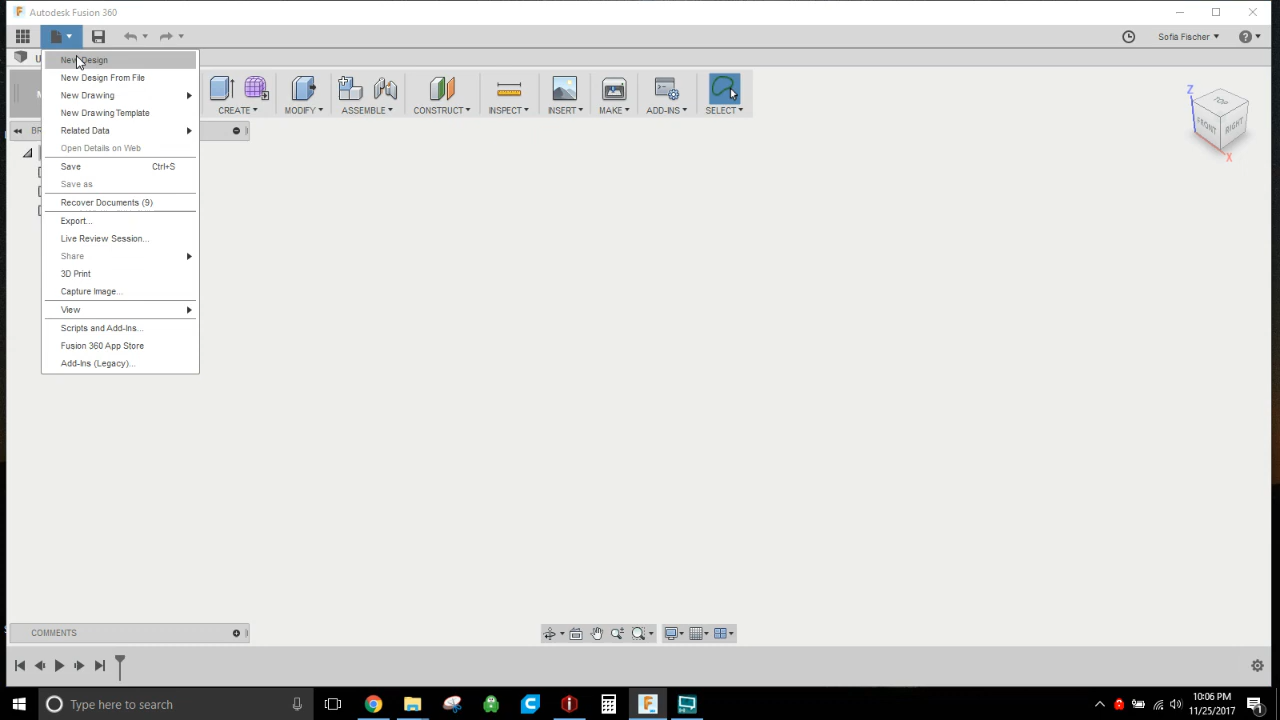 Autodesk Fusion 360
Sofia Fischer
U
New Design
New Design From File
New Drawing
New Drawing Template
Related Data
Open Details on Web
Save Ctrl+S
Save as
Recover Documents (9)
Export...
Live Review Session...
Share
3D Print
Capture Image...
View
Scripts and Add-Ins...
Fusion 360 App Store
Add-Ins (Legacy)...
M
CREATE MODIFY ASSEMBLE CONSTRUCT INSPECT INSERT MAKE ADD-INS SELECT
BR
Z
TOP
FRONT RIGHT
X
COMMENTS
Type here to search
10:06 PM
11/25/2017
1